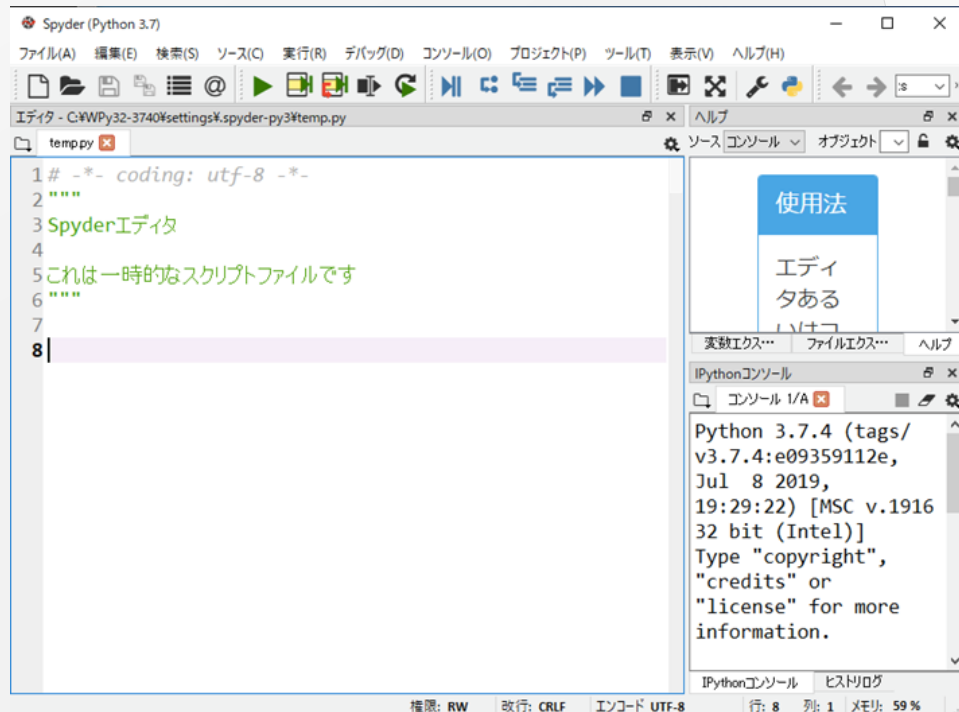 Spyder (Python 3.7)
ファイル(A) 編集(E) 検索(S) ソース(C) 実行(R) デバッグ(D) コンソール(O) プロジェクト(P) ツール(T) 表示(V) ヘルプ(H)
エディタ - C:¥WPy32-3740¥settings¥.spyder-py3¥temp.py
temp.py
1 # -*- coding: utf-8 -*-
2 """
3 Spyderエディタ
4
5 これは一時的なスクリプトファイルです
6 """
7
8
ヘルプ
ソース コンソール オブジェクト
使用法
エディ
タある
いはコ
変数エクス… ファイルエクス… ヘルプ
IPythonコンソール
コンソール 1/A
Python 3.7.4 (tags/
v3.7.4:e09359112e,
Jul  8 2019,
19:29:22) [MSC v.1916
32 bit (Intel)]
Type "copyright",
"credits" or
"license" for more
information.
IPythonコンソール ヒストリログ
権限: RW 改行: CRLF エンコード UTF-8 行: 8 列: 1 メモリ: 59 %